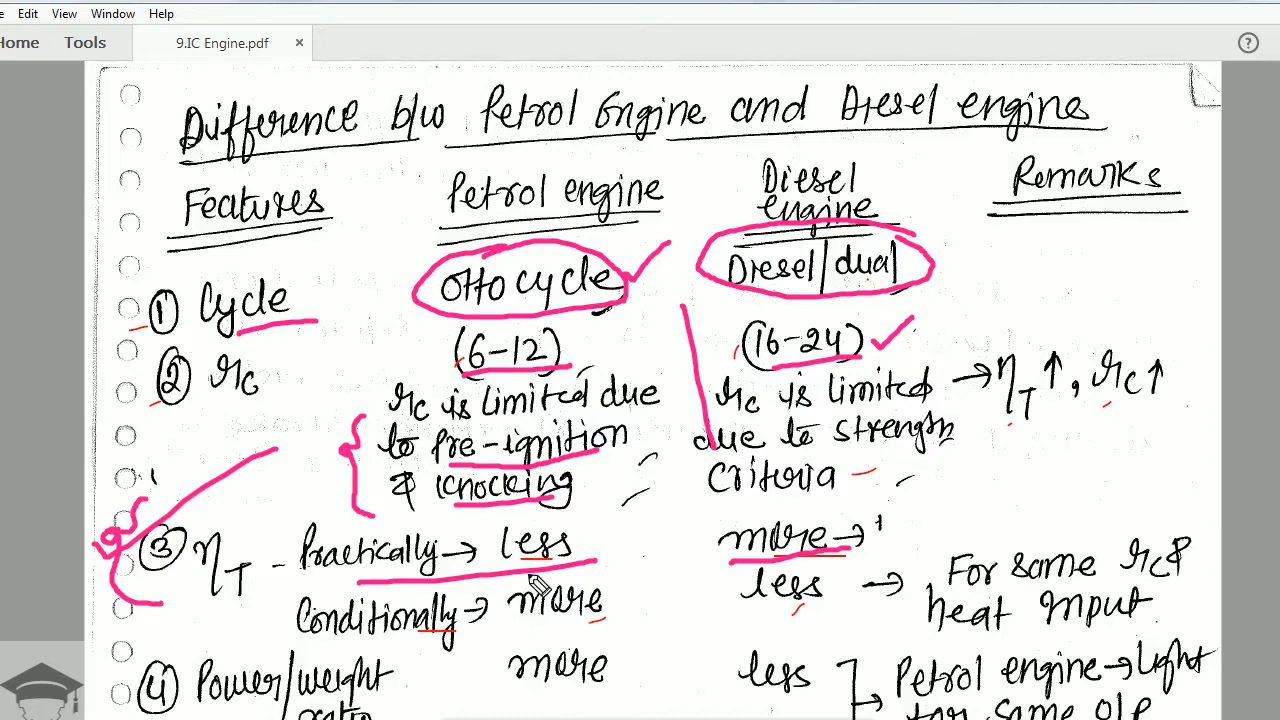 Edit View Window Help
Home Tools 9.IC Engine.pdf ×
Difference b/w Petrol Engine and Diesel engine
Features Petrol engine Diesel engine Remarks
① Cycle Otto cycle Diesel/dual
② rc (6-12) (16-24)
rc is limited due to Pre-ignition & knocking
rc is limited due to strength criteria → ηT ↑, rc ↑
③ ηT - Practically → less more →
Conditionally → more less → For some rc & heat input
④ Power/weight ratio more less → Petrol engine → light
for same o/p